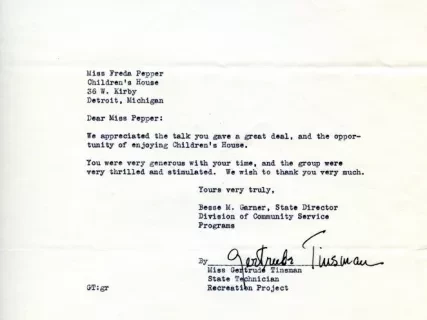 Miss Freda Pepper
Children's House
36 W. Kirby
Detroit, Michigan
Dear Miss Pepper:
We appreciated the talk you gave a great deal, and the oppor-
tunity of enjoying Children's House.
You were very generous with your time, and the group were
very thrilled and stimulated. We wish to thank you very much.
Yours very truly,
Besse M. Garner, State Director
Division of Community Service
Programs
By Gertrude Tinsman
Miss Gertrude Tinsman
State Technician
GT:gr Recreation Project